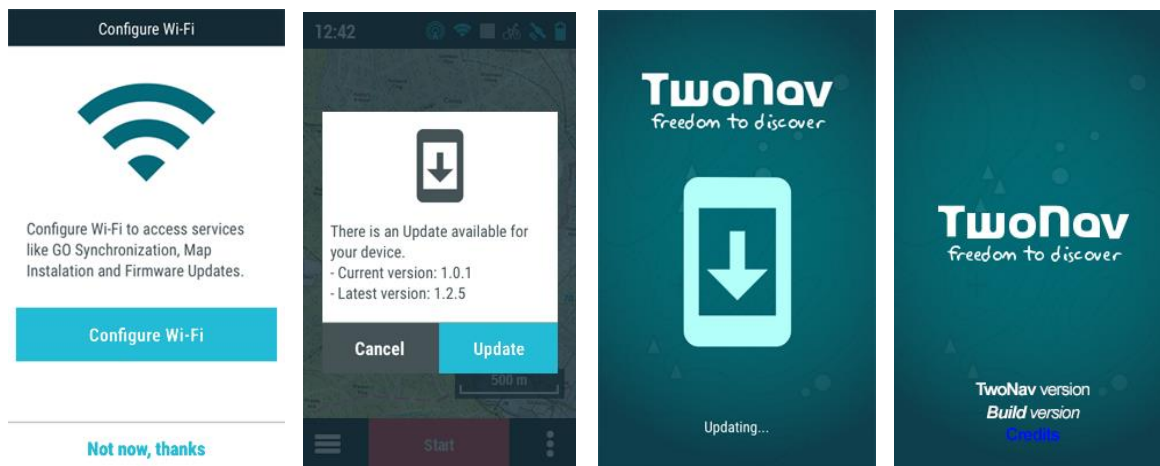 Configure Wi-Fi
Configure Wi-Fi to access services
like GO Synchronization, Map
Instalation and Firmware Updates.
Configure Wi-Fi
Not now, thanks
12:42
There is an Update available for
your device.
- Current version: 1.0.1
- Latest version: 1.2.5
Cancel
Update
500 m
Start
TwoNav
freedom to discover
Updating...
TwoNav
freedom to discover
TwoNav version
Build version
Credits